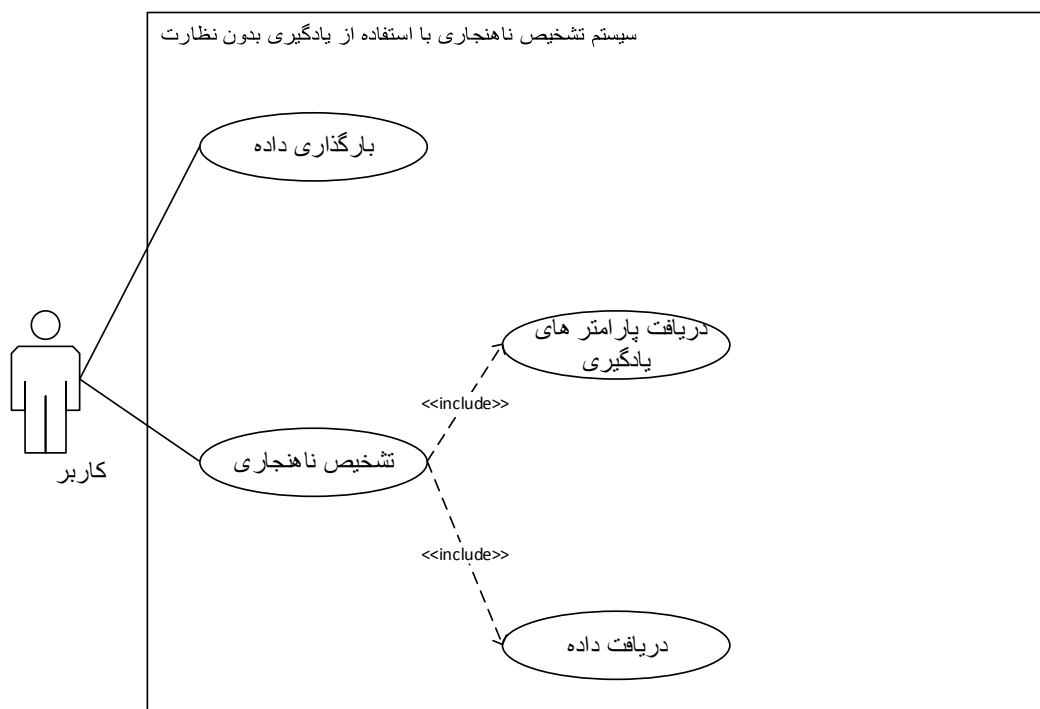 سیستم تشخیص ناهنجاری با استفاده از یادگیری بدون نظارت
بارگذاری داده
دریافت پارامتر های
یادگیری
<<include>>
تشخیص ناهنجاری
کاربر
<<include>>
دریافت داده